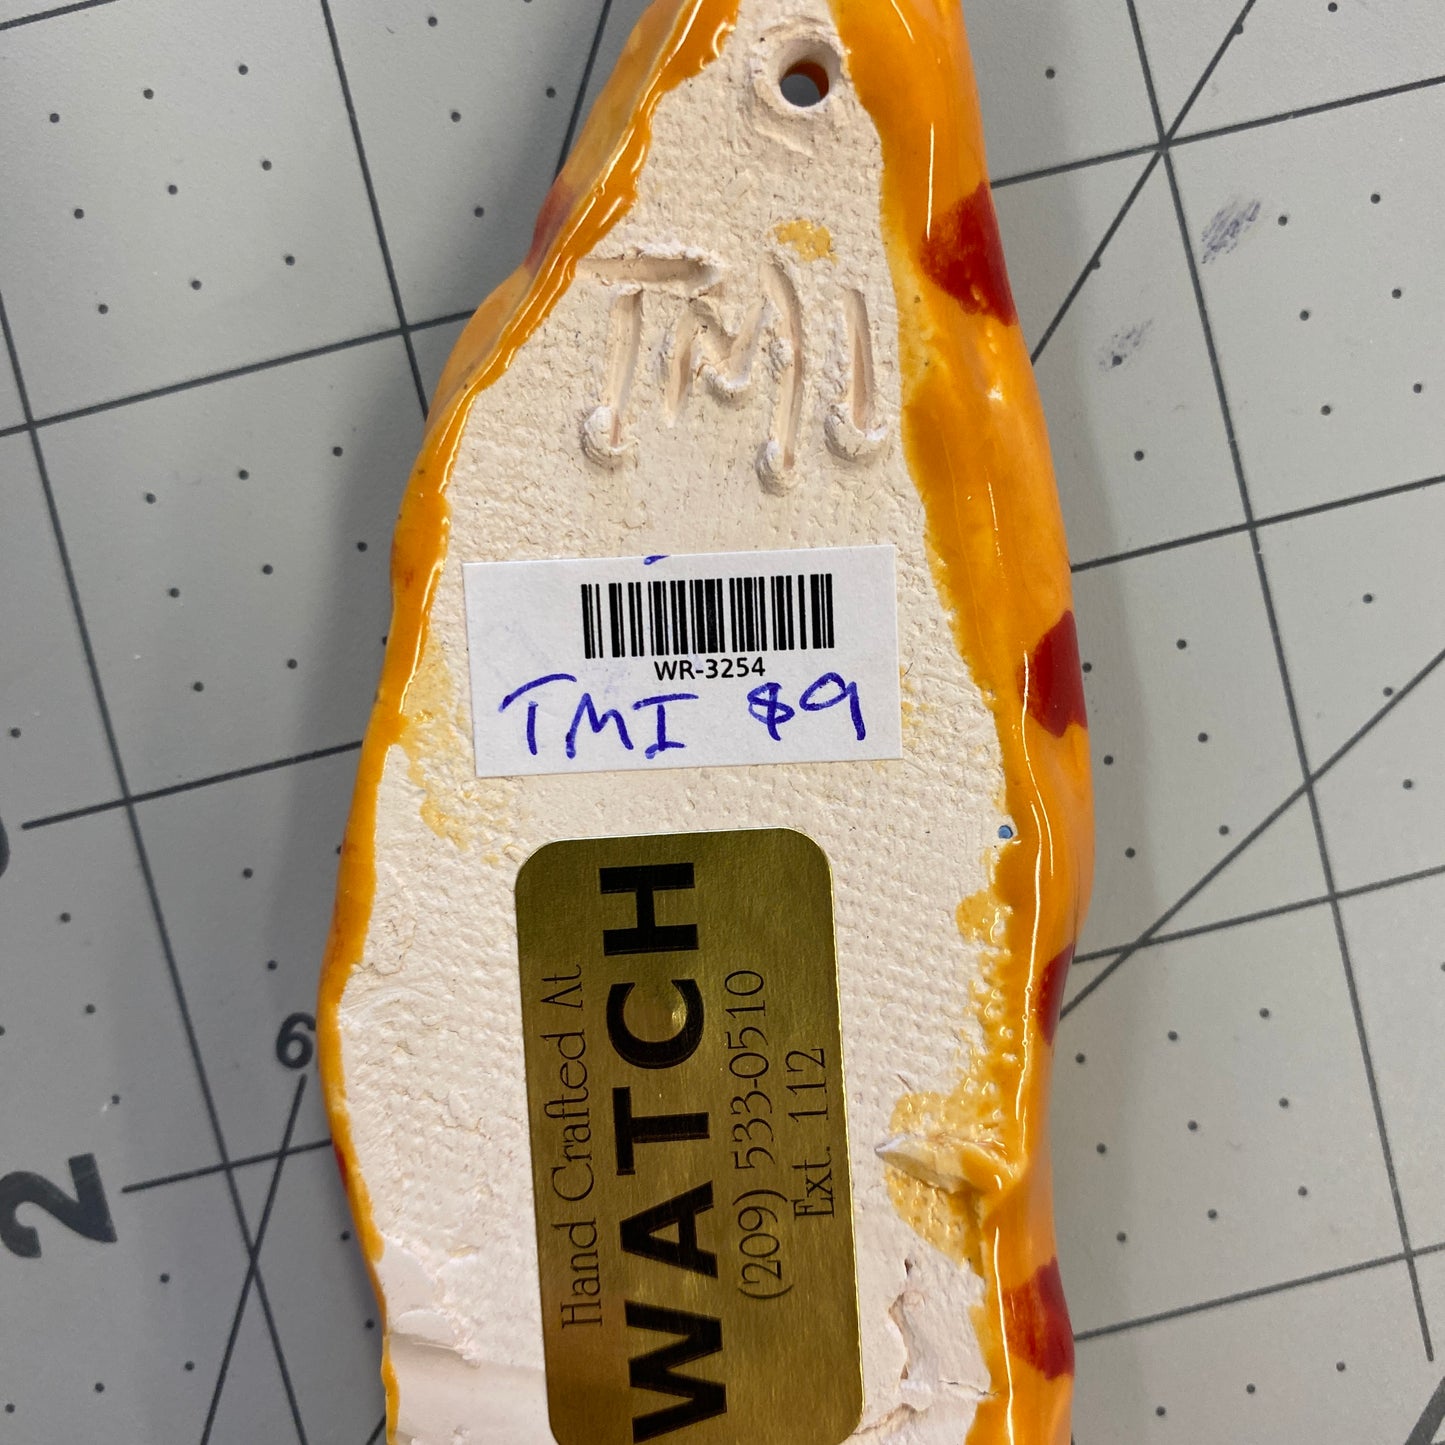 TMI
WR-3254
TMI $9
Hand Crafted At
WATCH
(209) 533-0510
Ext. 112
6
2